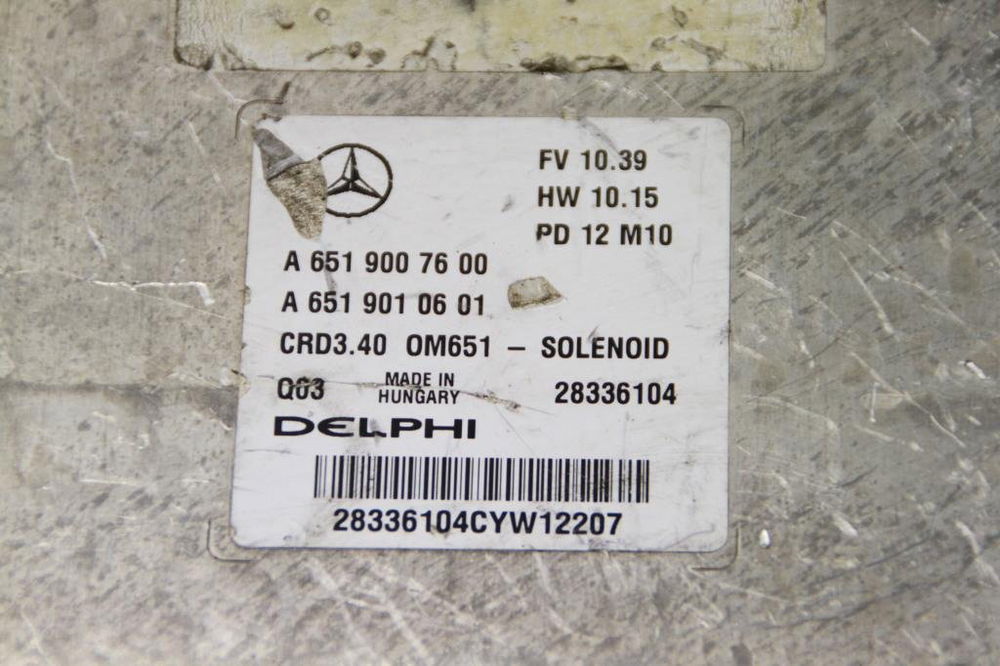 FV 10.39
HW 10.15
PD 12 M10
A 651 900 76 00
A 651 901 06 01
CRD3.40 OM651 – SOLENOID
Q03 MADE IN HUNGARY 28336104
DELPHI
28336104CYW12207